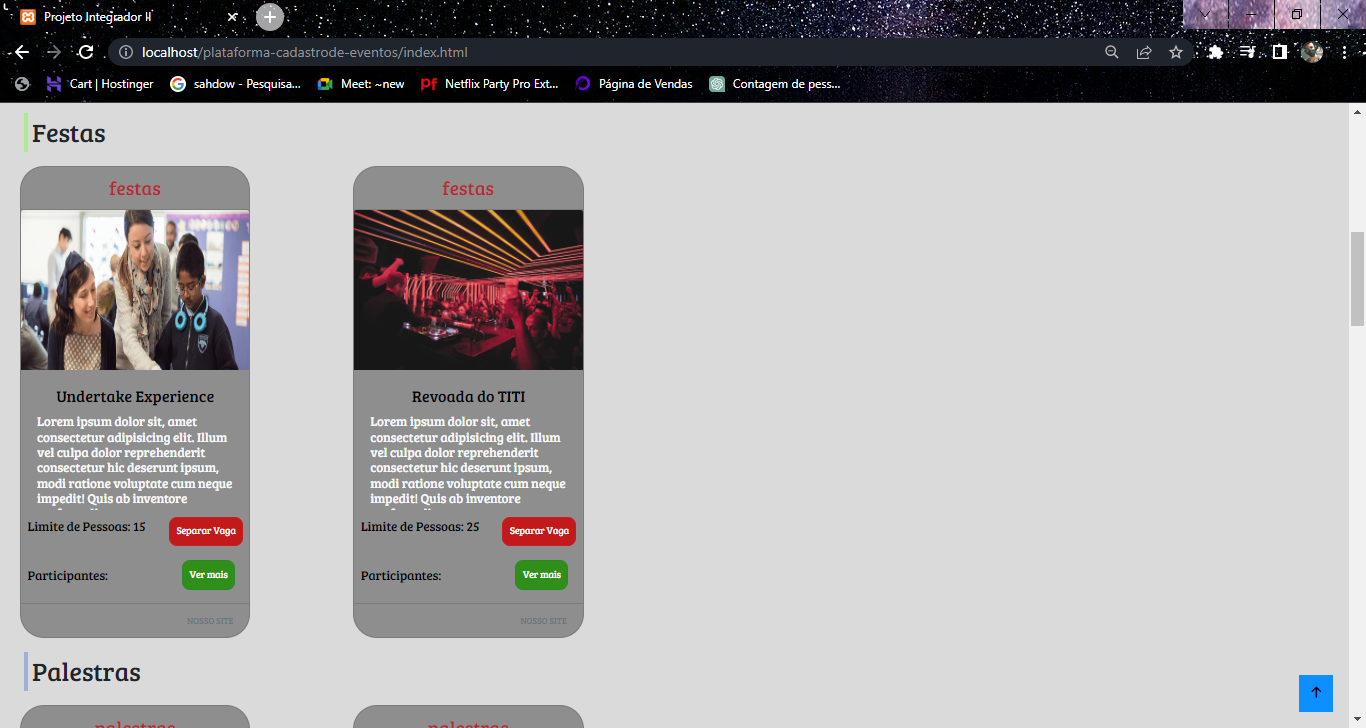 Projeto Integrador II
localhost/plataforma-cadastrode-eventos/index.html
Cart | Hostinger
sahdow - Pesquisa...
Meet: ~new
Netflix Party Pro Ext...
Página de Vendas
Contagem de pess...
Festas
festas
Undertake Experience
Lorem ipsum dolor sit, amet
consectetur adipisicing elit. Illum
vel culpa dolor reprehenderit
consectetur hic deserunt ipsum,
modi ratione voluptate cum neque
impedit! Quis ab inventore
Limite de Pessoas: 15
Separar Vaga
Participantes:
Ver mais
NOSSO SITE
festas
Revoada do TITI
Lorem ipsum dolor sit, amet
consectetur adipisicing elit. Illum
vel culpa dolor reprehenderit
consectetur hic deserunt ipsum,
modi ratione voluptate cum neque
impedit! Quis ab inventore
Limite de Pessoas: 25
Separar Vaga
Participantes:
Ver mais
NOSSO SITE
Palestras
palestras
palestras